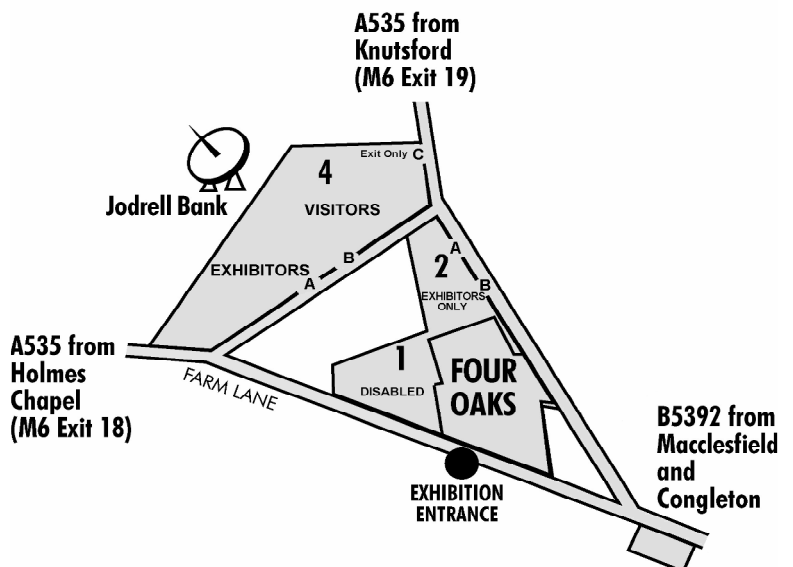 A535 from
Knutsford
(M6 Exit 19)
Exit Only C
4
Jodrell Bank
VISITORS
EXHIBITORS
A
B
A
2
B
EXHIBITORS
ONLY
A535 from
Holmes
Chapel
(M6 Exit 18)
FARM LANE
1
DISABLED
FOUR
OAKS
B5392 from
Macclesfield
and
Congleton
EXHIBITION
ENTRANCE